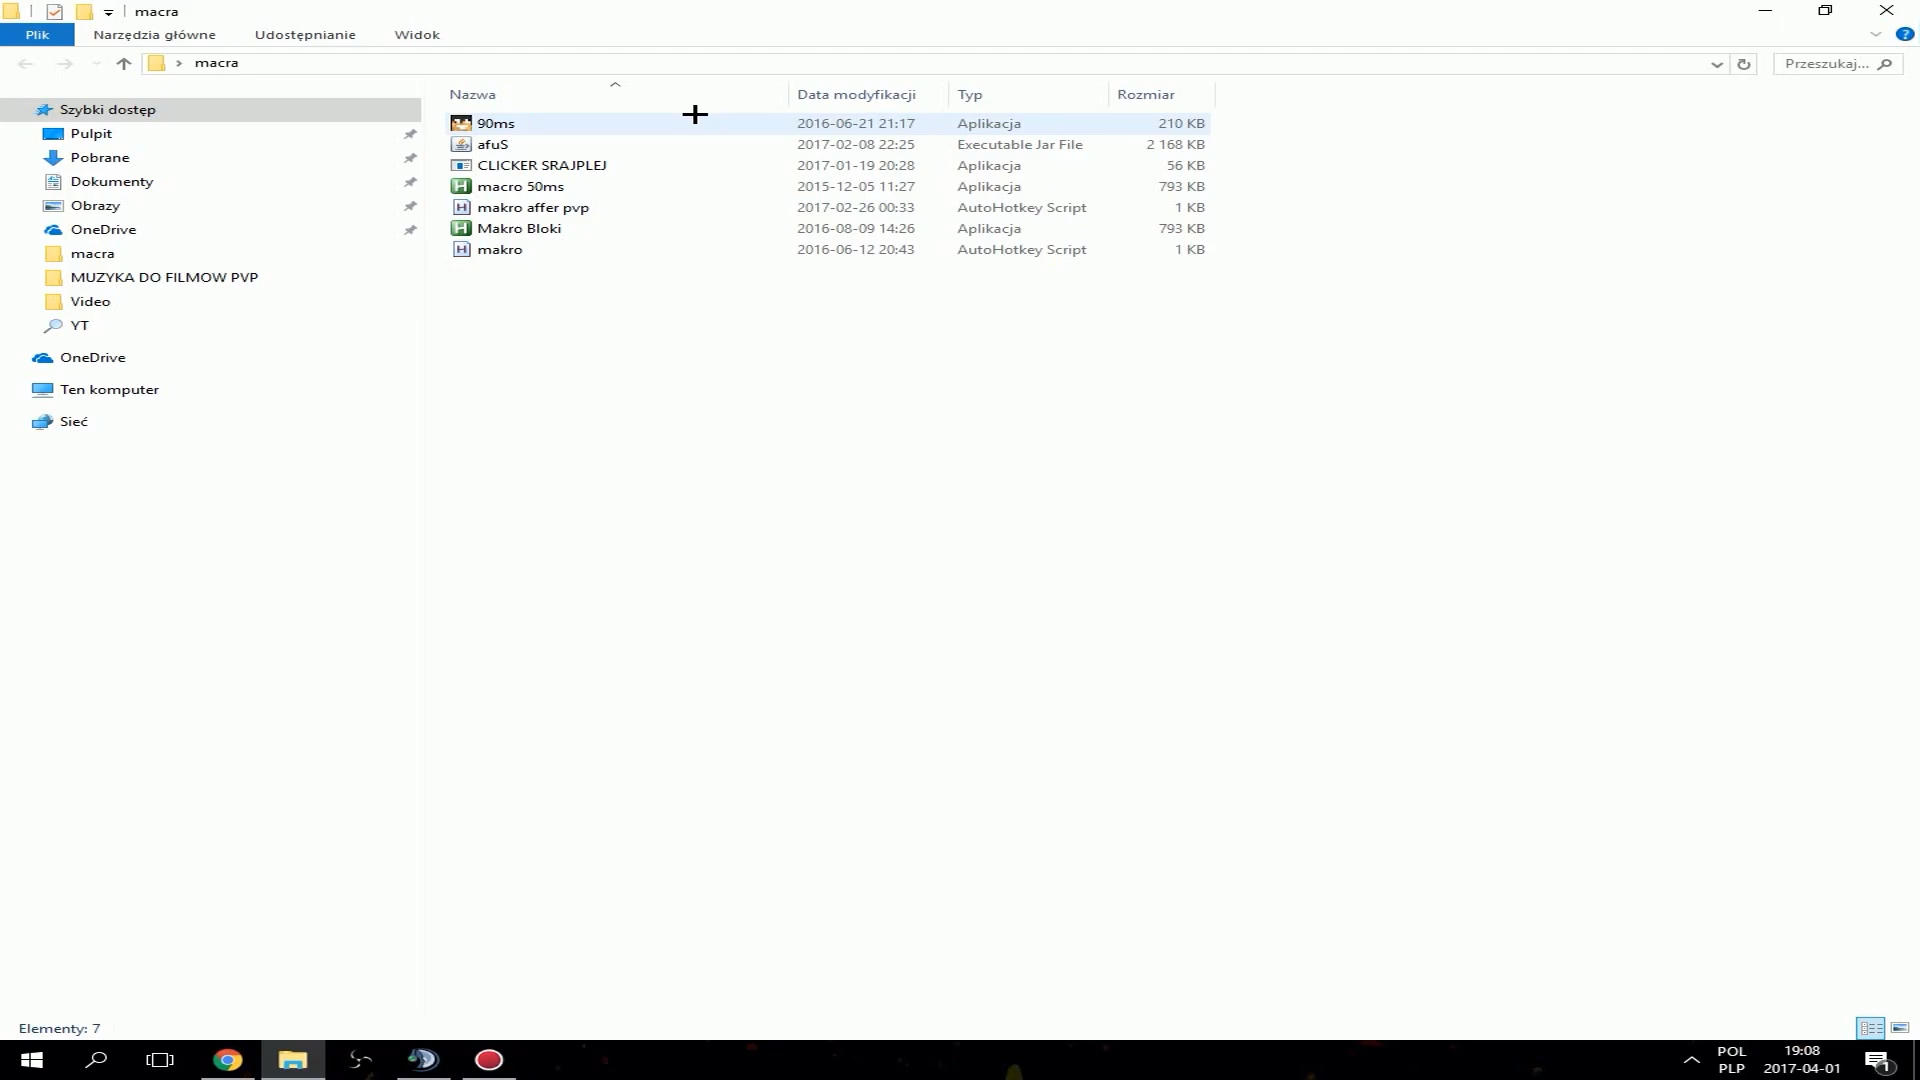 macra
Plik Narzędzia główne Udostępnianie Widok
macra Przeszukaj...
Nazwa Data modyfikacji Typ Rozmiar
Szybki dostęp
Pulpit
Pobrane
Dokumenty
Obrazy
OneDrive
macra
MUZYKA DO FILMOW PVP
Video
YT
OneDrive
Ten komputer
Sieć
90ms 2016-06-21 21:17 Aplikacja 210 KB
afuS 2017-02-08 22:25 Executable Jar File 2 168 KB
CLICKER SRAJPLEJ 2017-01-19 20:28 Aplikacja 56 KB
macro 50ms 2015-12-05 11:27 Aplikacja 793 KB
makro affer pvp 2017-02-26 00:33 AutoHotkey Script 1 KB
Makro Bloki 2016-08-09 14:26 Aplikacja 793 KB
makro 2016-06-12 20:43 AutoHotkey Script 1 KB
Elementy: 7
POL 19:08
PLP 2017-04-01 1